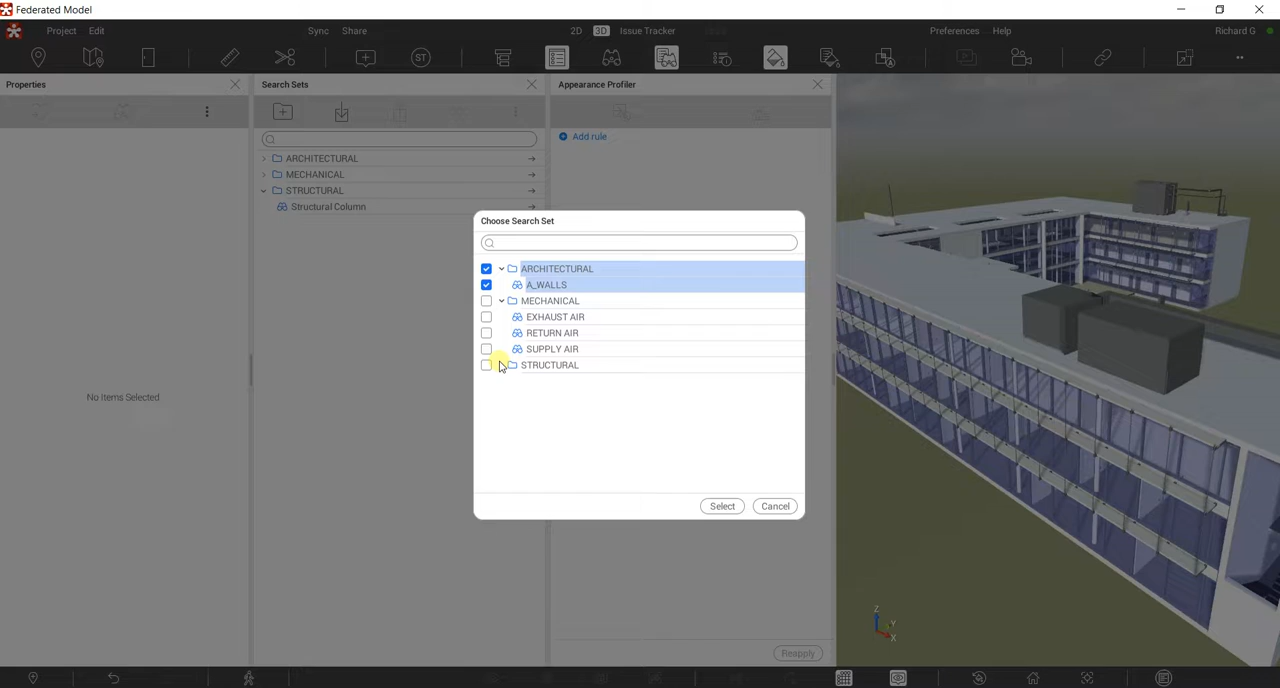 Federated Model
Project Edit Sync Share 2D 3D Issue Tracker Preferences Help Richard G
ST
Properties Search Sets Appearance Profiler
Add rule
ARCHITECTURAL
MECHANICAL
STRUCTURAL
Structural Column
No Items Selected
Choose Search Set
ARCHITECTURAL
A_WALLS
MECHANICAL
EXHAUST AIR
RETURN AIR
SUPPLY AIR
STRUCTURAL
Select Cancel
Z
Y
X
Reapply